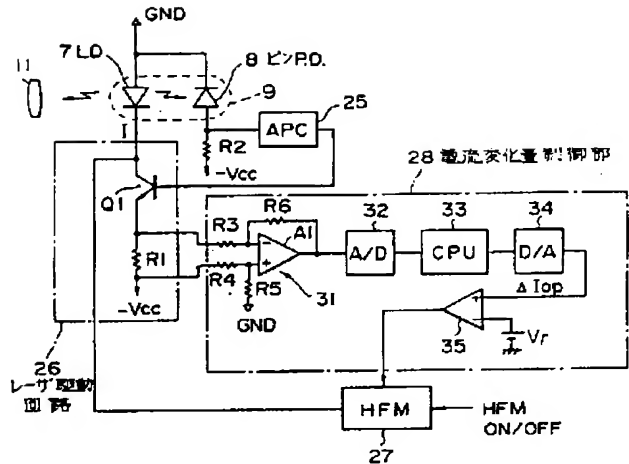 GND
7 LD
8 ピンP.D.
11
9
25
APC
I
R2
-Vcc
28 電流変化量制御部
Q1
R6
R3
A1
32
33
34
A/D
CPU
D/A
R1
R4
R5
31
GND
Δ Iop
-Vcc
35
Vr
26
レーザ駆動
回路
HFM
HFM
ON/OFF
27